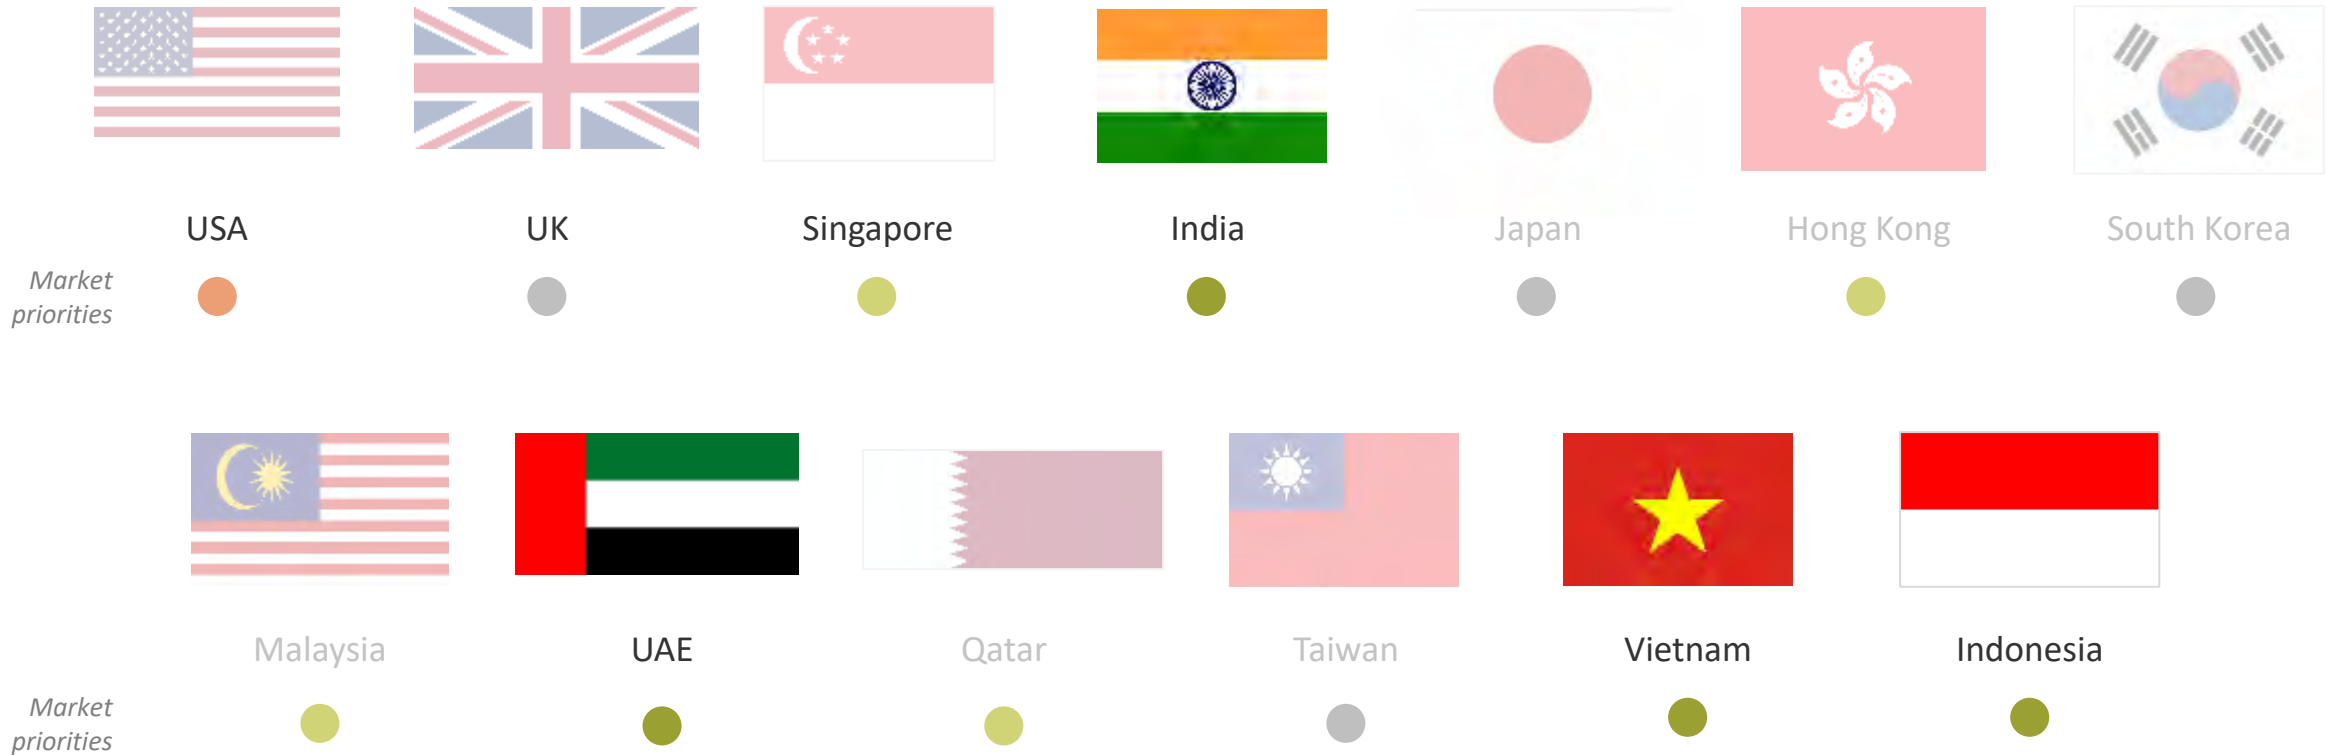 USA
UK
Singapore
India
Japan
Hong Kong
South Korea
Market
priorities
Malaysia
UAE
Qatar
Taiwan
Vietnam
Indonesia
Market
priorities